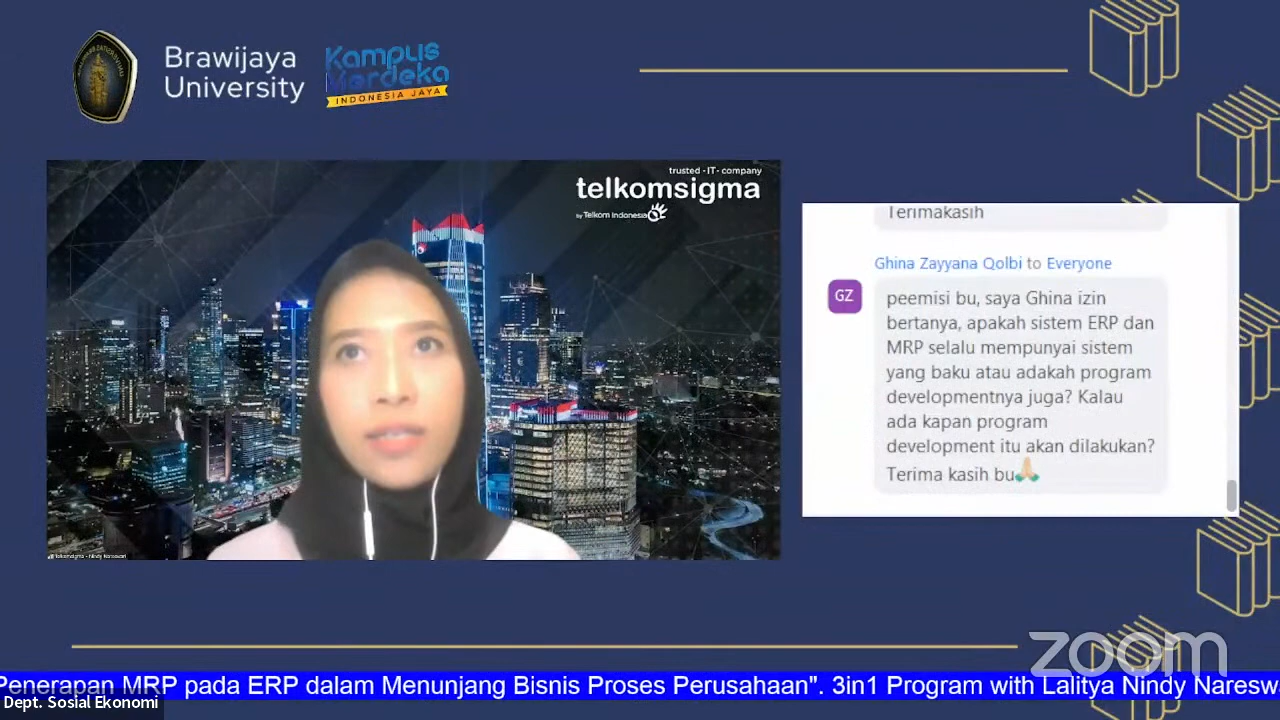 Brawijaya
University
Kampus
Merdeka
INDONESIA JAYA
trusted - IT - company
telkomsigma
by Telkom Indonesia
Telkomsigma - Nindy Nareswari
Terimakasih
Ghina Zayyana Qolbi to Everyone
GZ
peemisi bu, saya Ghina izin
bertanya, apakah sistem ERP dan
MRP selalu mempunyai sistem
yang baku atau adakah program
developmentnya juga? Kalau
ada kapan program
development itu akan dilakukan?
Terima kasih bu🙏🏼
zoom
Penerapan MRP pada ERP dalam Menunjang Bisnis Proses Perusahaan". 3in1 Program with Lalitya Nindy Naresw
Dept. Sosial Ekonomi